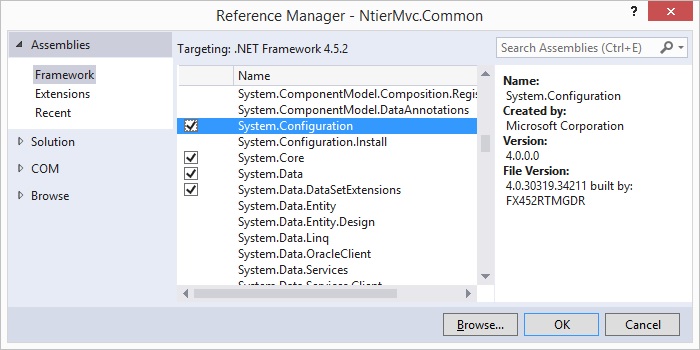 Reference Manager - NtierMvc.Common
Assemblies
Framework
Extensions
Recent
Solution
COM
Browse
Targeting: .NET Framework 4.5.2
Name
System.ComponentModel.Composition.Regis
System.ComponentModel.DataAnnotations
System.Configuration
System.Configuration.Install
System.Core
System.Data
System.Data.DataSetExtensions
System.Data.Entity
System.Data.Entity.Design
System.Data.Linq
System.Data.OracleClient
System.Data.Services
System.Data.Services.Client
Search Assemblies (Ctrl+E)
Name:
System.Configuration
Created by:
Microsoft Corporation
Version:
4.0.0.0
File Version:
4.0.30319.34211 built by:
FX452RTMGDR
Browse...
OK
Cancel